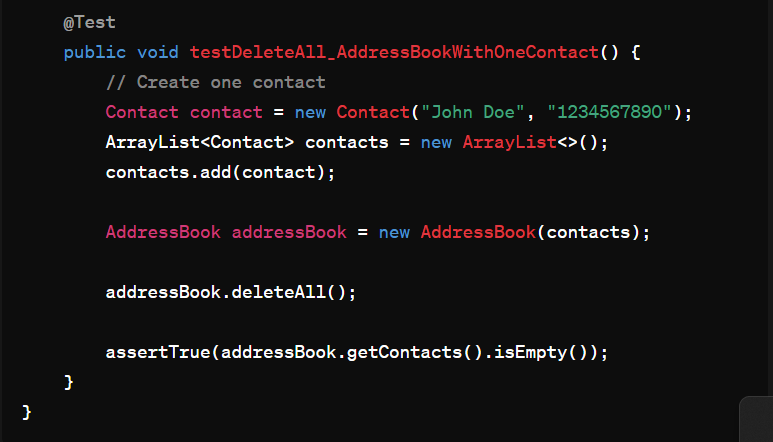 @Test
public void testDeleteAll_AddressBookWithOneContact() {
// Create one contact
Contact contact = new Contact("John Doe", "1234567890");
ArrayList<Contact> contacts = new ArrayList<>();
contacts.add(contact);
AddressBook addressBook = new AddressBook(contacts);
addressBook.deleteAll();
assertTrue(addressBook.getContacts().isEmpty());
}
}